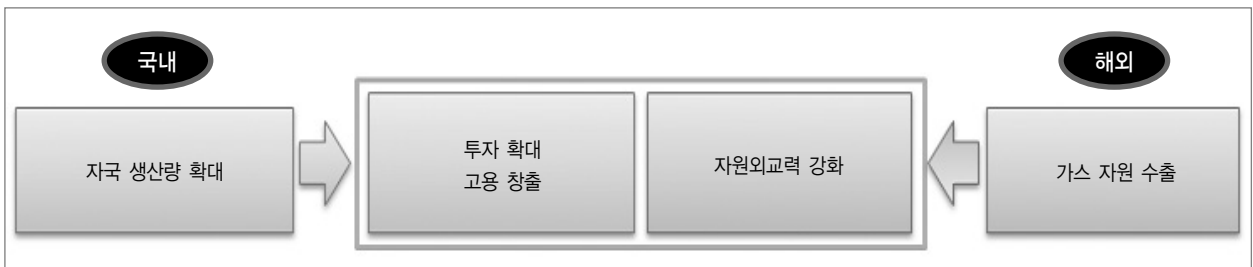 국내
해외
자국 생산량 확대
투자 확대
고용 창출
자원외교력 강화
가스 자원 수출